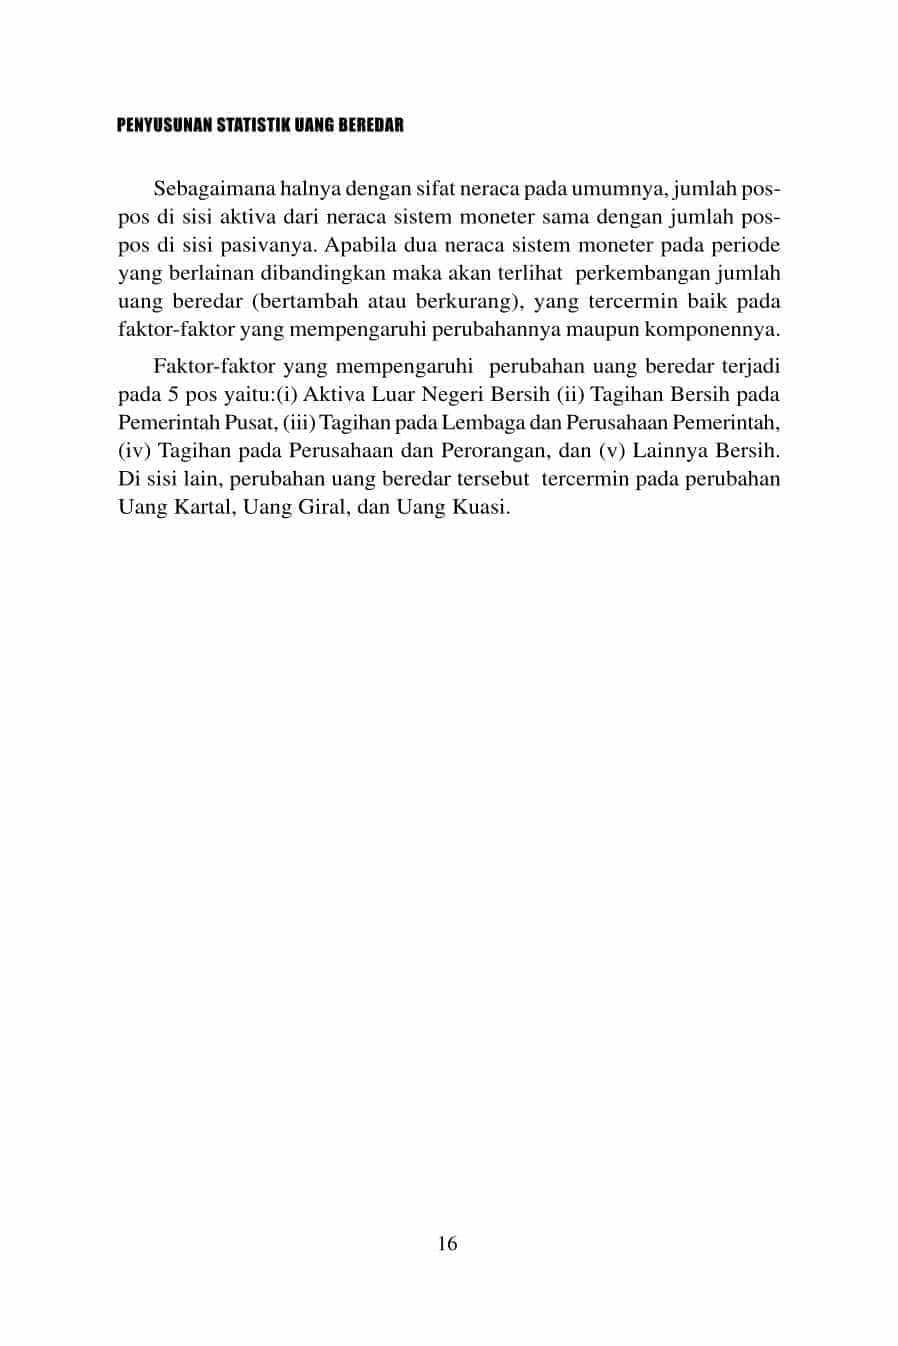 PENYUSUNAN STATISTIK UANG BEREDAR
Sebagaimana halnya dengan sifat neraca pada umumnya, jumlah pos-
pos di sisi aktiva dari neraca sistem moneter sama dengan jumlah pos-
pos di sisi pasivanya. Apabila dua neraca sistem moneter pada periode
yang berlainan dibandingkan maka akan terlihat perkembangan jumlah
uang beredar (bertambah atau berkurang), yang tercermin baik pada
faktor-faktor yang mempengaruhi perubahannya maupun komponennya.
Faktor-faktor yang mempengaruhi perubahan uang beredar terjadi
pada 5 pos yaitu:(i) Aktiva Luar Negeri Bersih (ii) Tagihan Bersih pada
Pemerintah Pusat, (iii) Tagihan pada Lembaga dan Perusahaan Pemerintah,
(iv) Tagihan pada Perusahaan dan Perorangan, dan (v) Lainnya Bersih.
Di sisi lain, perubahan uang beredar tersebut tercermin pada perubahan
Uang Kartal, Uang Giral, dan Uang Kuasi.
16